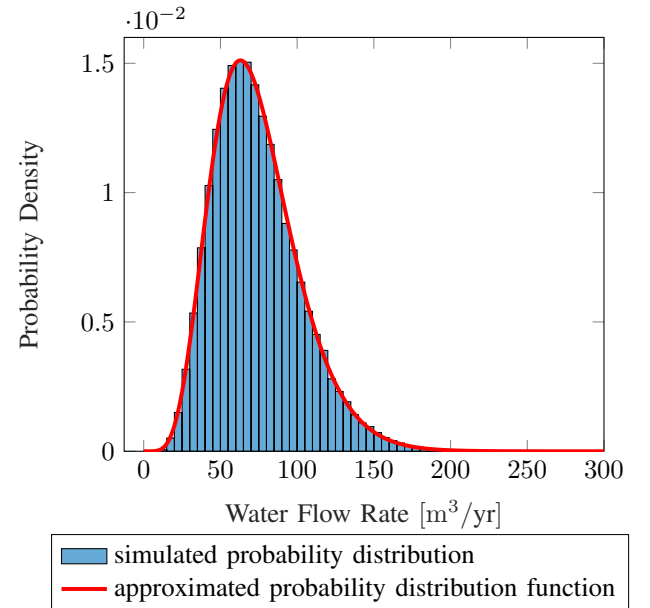 ·10⁻²
1.5
1
0.5
0
Probability Density
0 50 100 150 200 250 300
Water Flow Rate [m³/yr]
simulated probability distribution
approximated probability distribution function